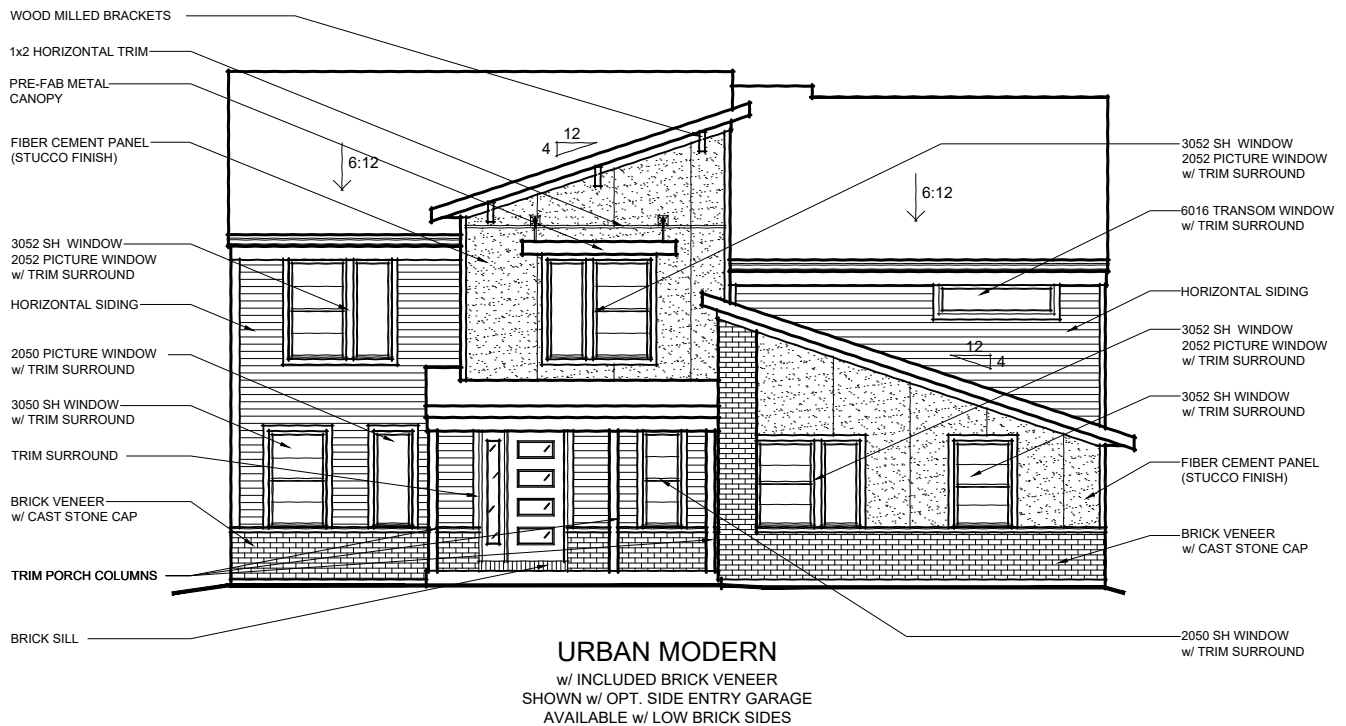 WOOD MILLED BRACKETS
1x2 HORIZONTAL TRIM
PRE-FAB METAL
CANOPY
FIBER CEMENT PANEL
(STUCCO FINISH)
3052 SH WINDOW
2052 PICTURE WINDOW
w/ TRIM SURROUND
HORIZONTAL SIDING
2050 PICTURE WINDOW
w/ TRIM SURROUND
3050 SH WINDOW
w/ TRIM SURROUND
TRIM SURROUND
BRICK VENEER
w/ CAST STONE CAP
TRIM PORCH COLUMNS
BRICK SILL
6:12
12
4
6:12
12
4
3052 SH WINDOW
2052 PICTURE WINDOW
w/ TRIM SURROUND
6016 TRANSOM WINDOW
w/ TRIM SURROUND
HORIZONTAL SIDING
3052 SH WINDOW
2052 PICTURE WINDOW
w/ TRIM SURROUND
3052 SH WINDOW
w/ TRIM SURROUND
FIBER CEMENT PANEL
(STUCCO FINISH)
BRICK VENEER
w/ CAST STONE CAP
2050 SH WINDOW
w/ TRIM SURROUND
URBAN MODERN
w/ INCLUDED BRICK VENEER
SHOWN w/ OPT. SIDE ENTRY GARAGE
AVAILABLE w/ LOW BRICK SIDES